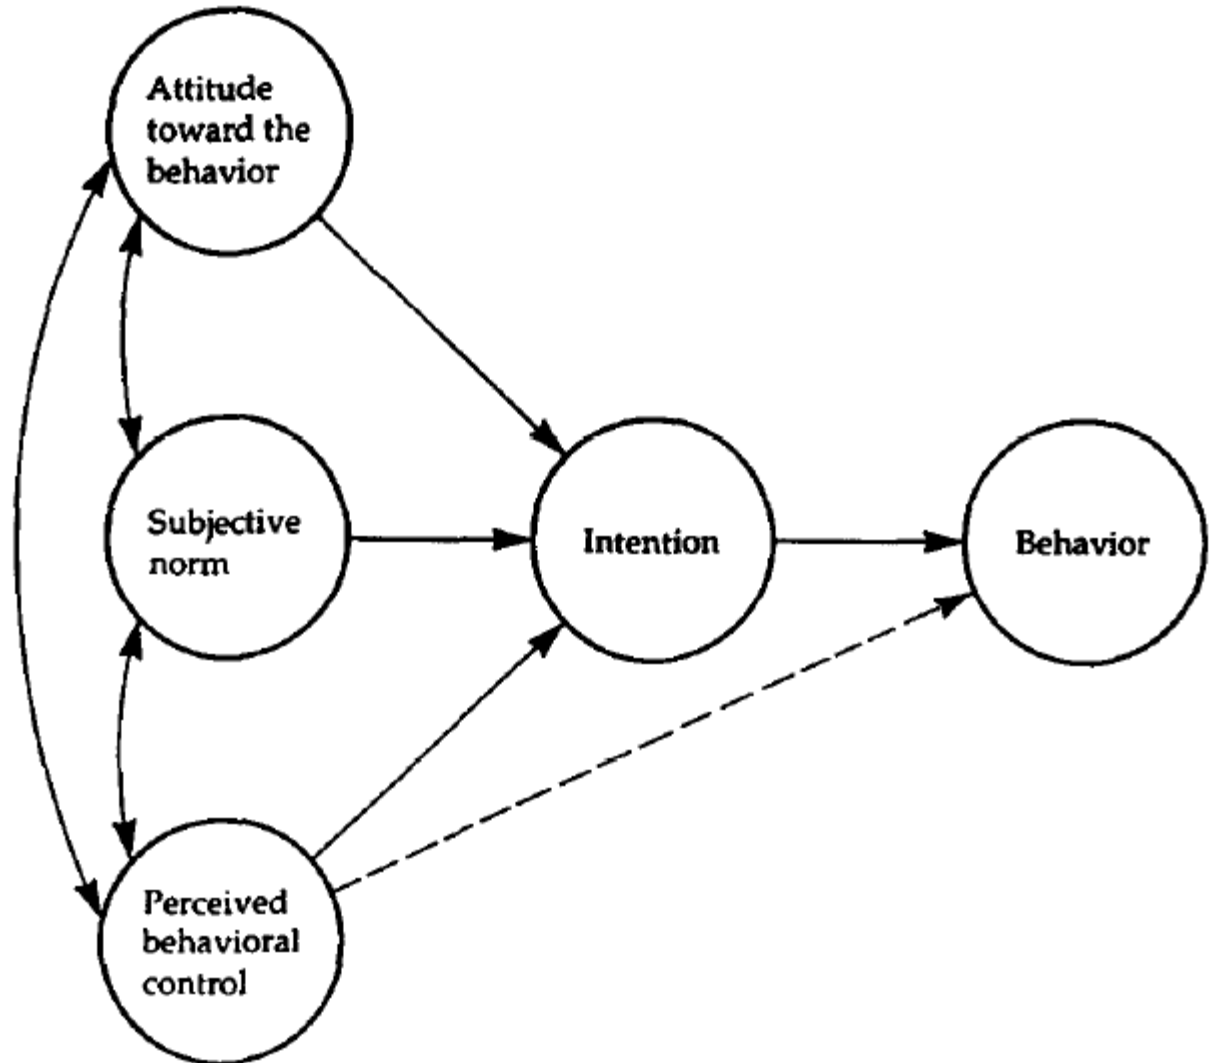 Attitude
toward the
behavior
Subjective
norm
Intention
Behavior
Perceived
behavioral
control